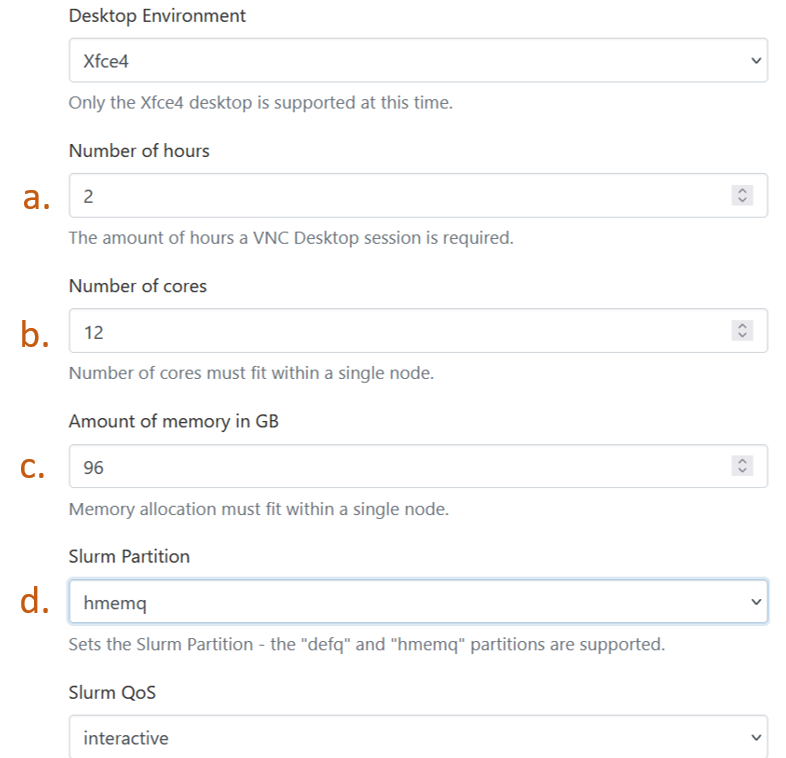 Desktop Environment
Xfce4
Only the Xfce4 desktop is supported at this time.
Number of hours
a. 2
The amount of hours a VNC Desktop session is required.
Number of cores
b. 12
Number of cores must fit within a single node.
Amount of memory in GB
c. 96
Memory allocation must fit within a single node.
Slurm Partition
d. hmemq
Sets the Slurm Partition - the "defq" and "hmemq" partitions are supported.
Slurm QoS
interactive